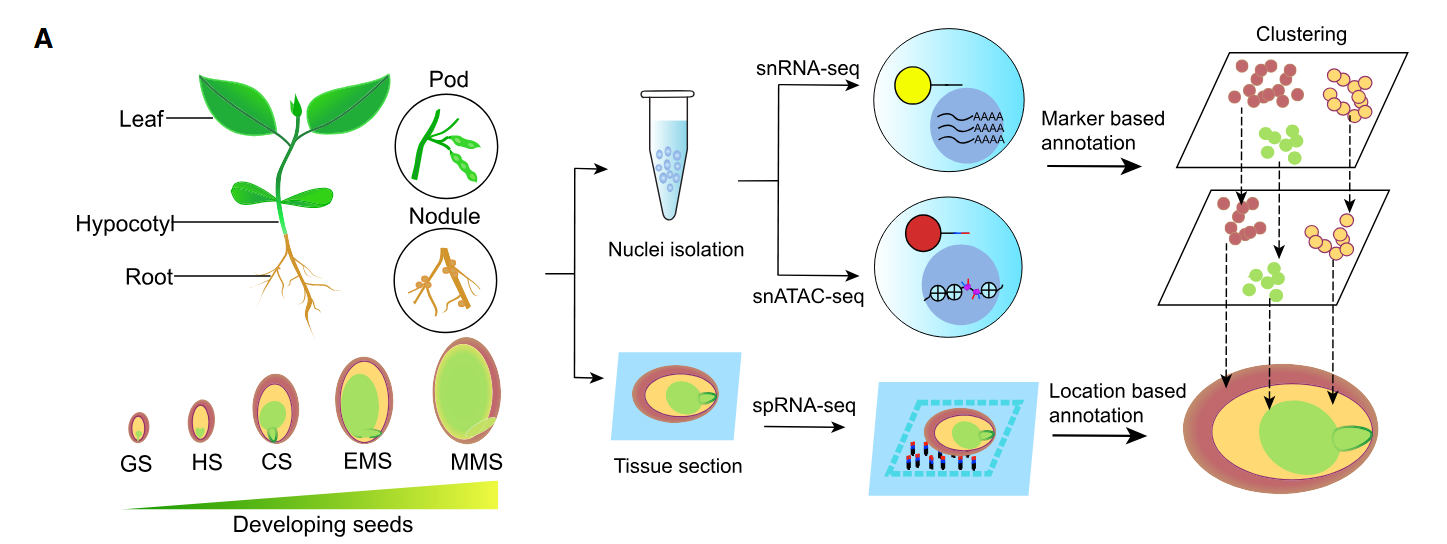 A
Leaf
Hypocotyl
Root
Pod
Nodule
GS
HS
CS
EMS
MMS
Developing seeds
Nuclei isolation
Tissue section
snRNA-seq
snATAC-seq
spRNA-seq
AAAA
AAAA
AAAA
Marker based
annotation
Location based
annotation
Clustering